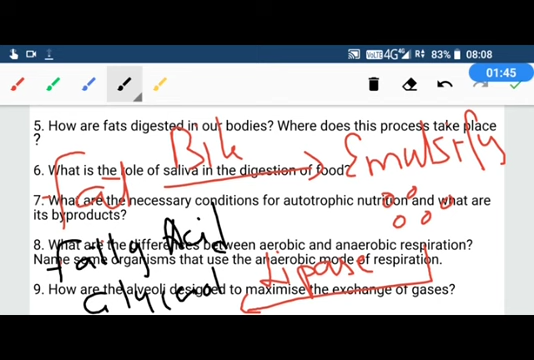 VoLTE 4G 4G R 83% 08:08
01:45
5. How are fats digested in out bodies? Where does this process take place
?
Bile
Emulsify
6. What is the role of saliva in the digestion of food?
Fat
7. What are the necessary conditions for autotrophic nutrition and what are
its byproducts?
Fatty Acid
8. What are the differences between aerobic and anaerobic respiration?
Name some organisms that use the anaerobic mode of respiration.
Lipase
9. How are the alveoli designed to maximise the exchange of gases?